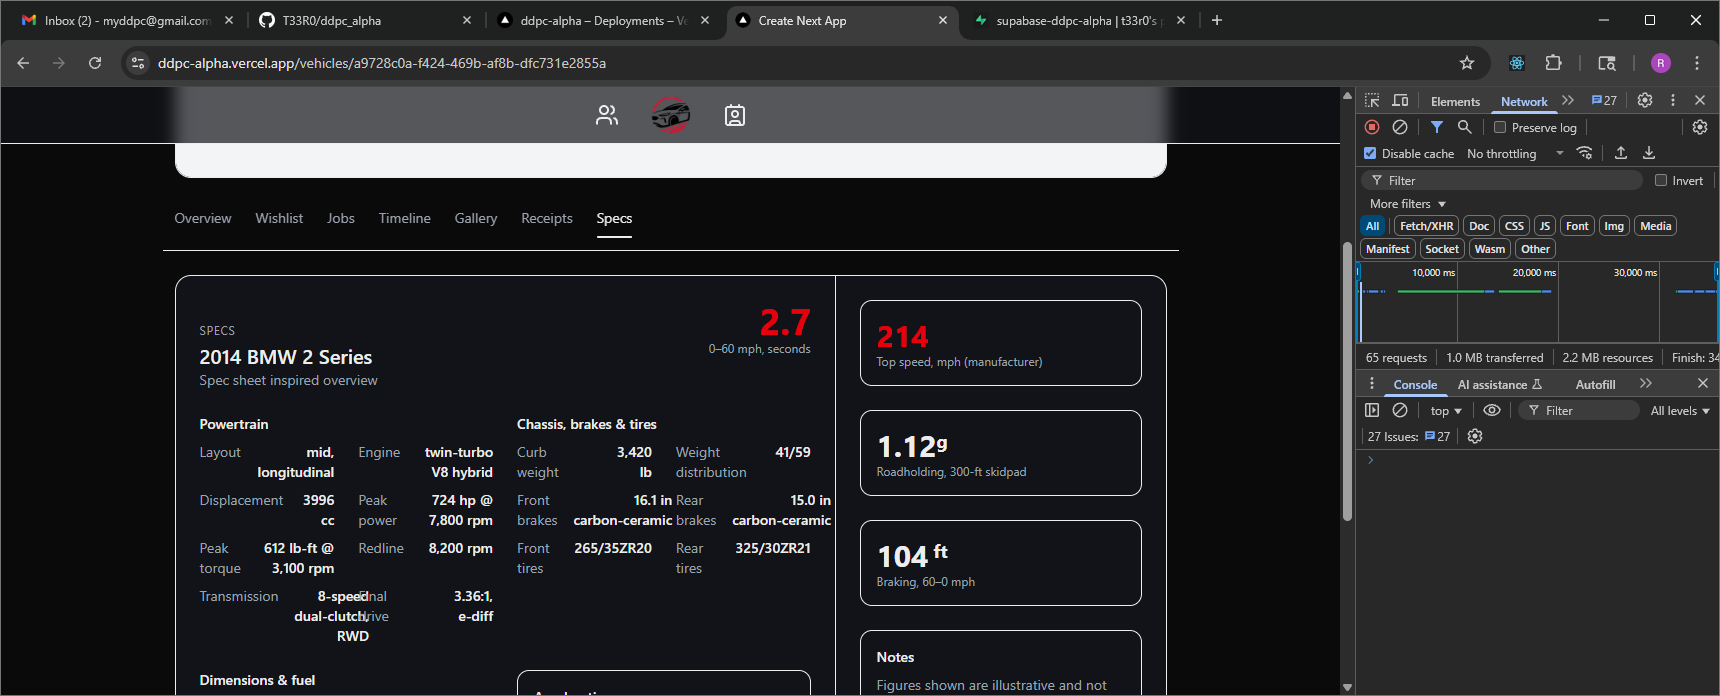 Inbox (2) - myddpc@gmail.com
T33R0/ddpc_alpha
ddpc-alpha – Deployments – Ve
Create Next App
supabase-ddpc-alpha | t33r0's
ddpc-alpha.vercel.app/vehicles/a9728c0a-f424-469b-af8b-dfc731e2855a
R
Overview Wishlist Jobs Timeline Gallery Receipts Specs
SPECS
2014 BMW 2 Series
Spec sheet inspired overview
2.7
0–60 mph, seconds
Powertrain
Layout mid, longitudinal
Engine twin-turbo V8 hybrid
Displacement 3996 cc
Peak power 724 hp @ 7,800 rpm
Peak torque 612 lb-ft @ 3,100 rpm
Redline 8,200 rpm
Transmission 8-speed dual-clutch, RWD
Final drive 3.36:1, e-diff
Chassis, brakes & tires
Curb weight 3,420 lb
Weight distribution 41/59
Front brakes 16.1 in carbon-ceramic
Rear brakes 15.0 in carbon-ceramic
Front tires 265/35ZR20
Rear tires 325/30ZR21
Dimensions & fuel
214
Top speed, mph (manufacturer)
1.12g
Roadholding, 300-ft skidpad
104 ft
Braking, 60–0 mph
Notes
Figures shown are illustrative and not
Elements Network 27
Preserve log
Disable cache No throttling
Filter Invert
More filters
All Fetch/XHR Doc CSS JS Font Img Media
Manifest Socket Wasm Other
10,000 ms 20,000 ms 30,000 ms
65 requests 1.0 MB transferred 2.2 MB resources Finish: 34
Console AI assistance Autofill
top Filter All levels
27 Issues: 27